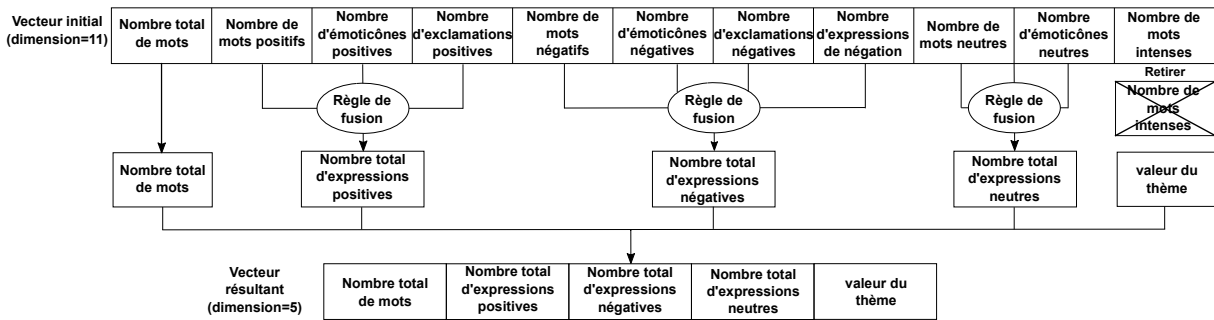 Vecteur initial
(dimension=11)
Nombre total
de mots
Nombre de
mots positifs
Nombre
d'émoticônes
positives
Nombre
d'exclamations
positives
Nombre de
mots
négatifs
Nombre
d'émoticônes
négatives
Nombre
d'exclamations
négatives
Nombre
d'expressions
de négation
Nombre de
mots neutres
Nombre
d'émoticônes
neutres
Nombre de
mots
intenses
Retirer
Nombre de
mots
intenses
Règle de
fusion
Règle de
fusion
Règle de
fusion
Nombre total
de mots
Nombre total
d'expressions
positives
Nombre total
d'expressions
négatives
Nombre total
d'expressions
neutres
valeur du
thème
Vecteur
résultant
(dimension=5)
Nombre total
de mots
Nombre total
d'expressions
positives
Nombre total
d'expressions
négatives
Nombre total
d'expressions
neutres
valeur du
thème